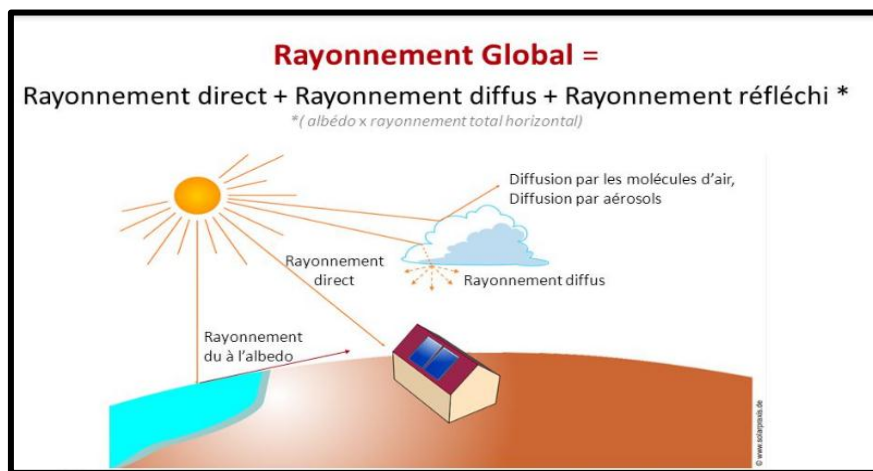 Rayonnement Global =
Rayonnement direct + Rayonnement diffus + Rayonnement réfléchi *
*( albédo x rayonnement total horizontal)
Diffusion par les molécules d'air,
Diffusion par aérosols
Rayonnement
direct
Rayonnement diffus
Rayonnement
du à l'albedo
© www.solarpraxis.de